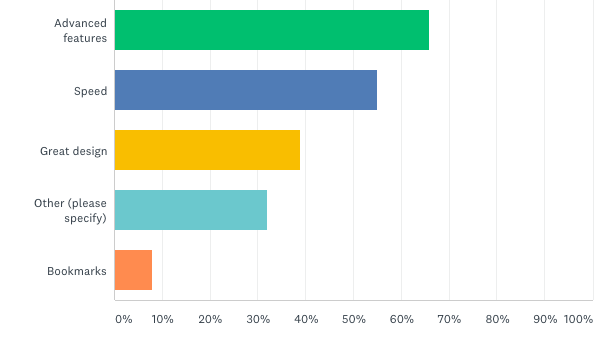 Advanced
features
Speed
Great design
Other (please
specify)
Bookmarks
0% 10% 20% 30% 40% 50% 60% 70% 80% 90% 100%